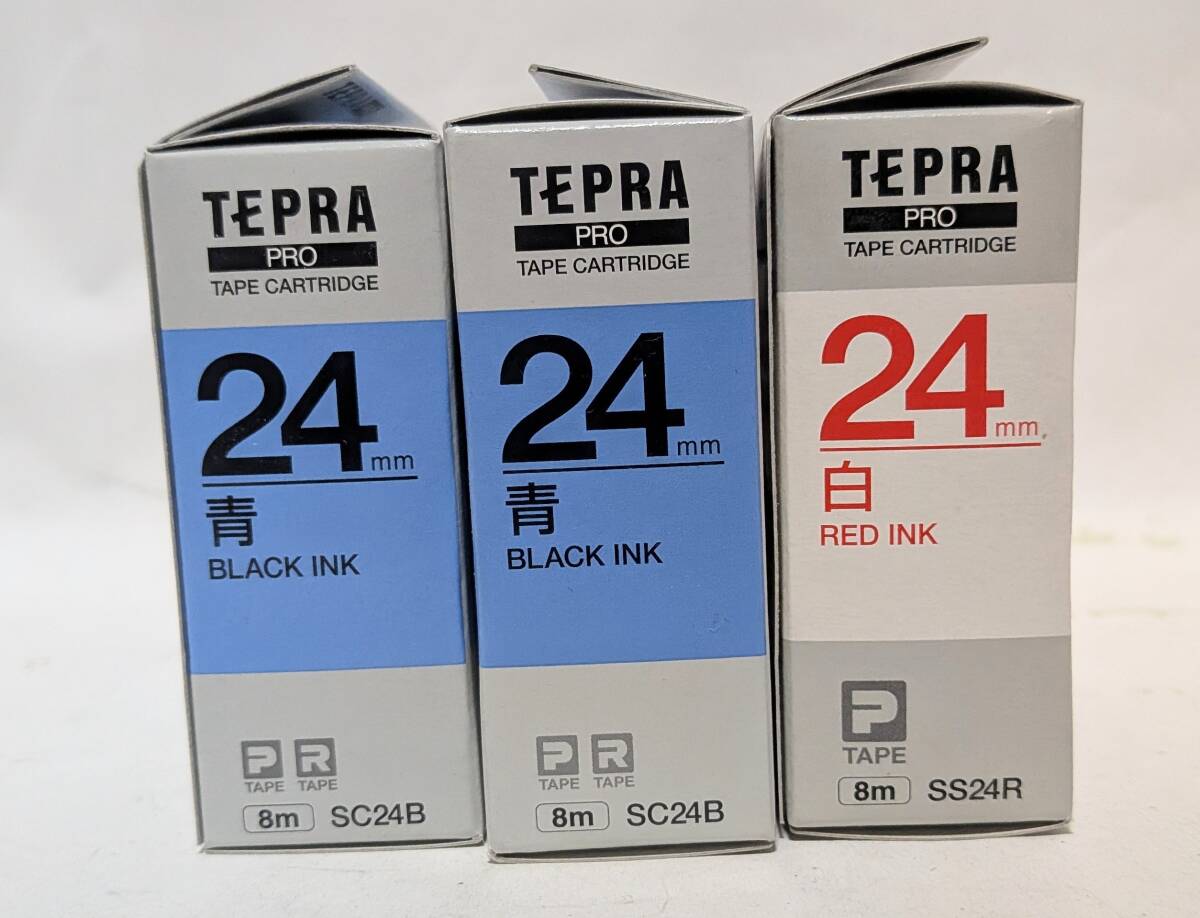 TEPRA
PRO
TAPE CARTRIDGE
24mm
青
BLACK INK
P R
TAPE TAPE
8m SC24B
TEPRA
PRO
TAPE CARTRIDGE
24mm
青
BLACK INK
P R
TAPE TAPE
8m SC24B
TEPRA
PRO
TAPE CARTRIDGE
24mm
白
RED INK
P
TAPE
8m SS24R